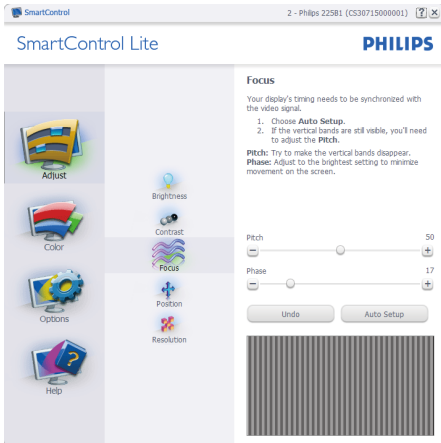 SmartControl
2 - Philips 225B1 (CS30715000001) ? X
SmartControl Lite
PHILIPS
Adjust
Color
Options
Help
Brightness
Contrast
Focus
Position
Resolution
Focus
Your display's timing needs to be synchronized with
the video signal.
1. Choose Auto Setup.
2. If the vertical bands are still visible, you'll need
to adjust the Pitch.
Pitch: Try to make the vertical bands disappear.
Phase: Adjust to the brightest setting to minimize
movement on the screen.
Pitch 50
Phase 17
Undo
Auto Setup